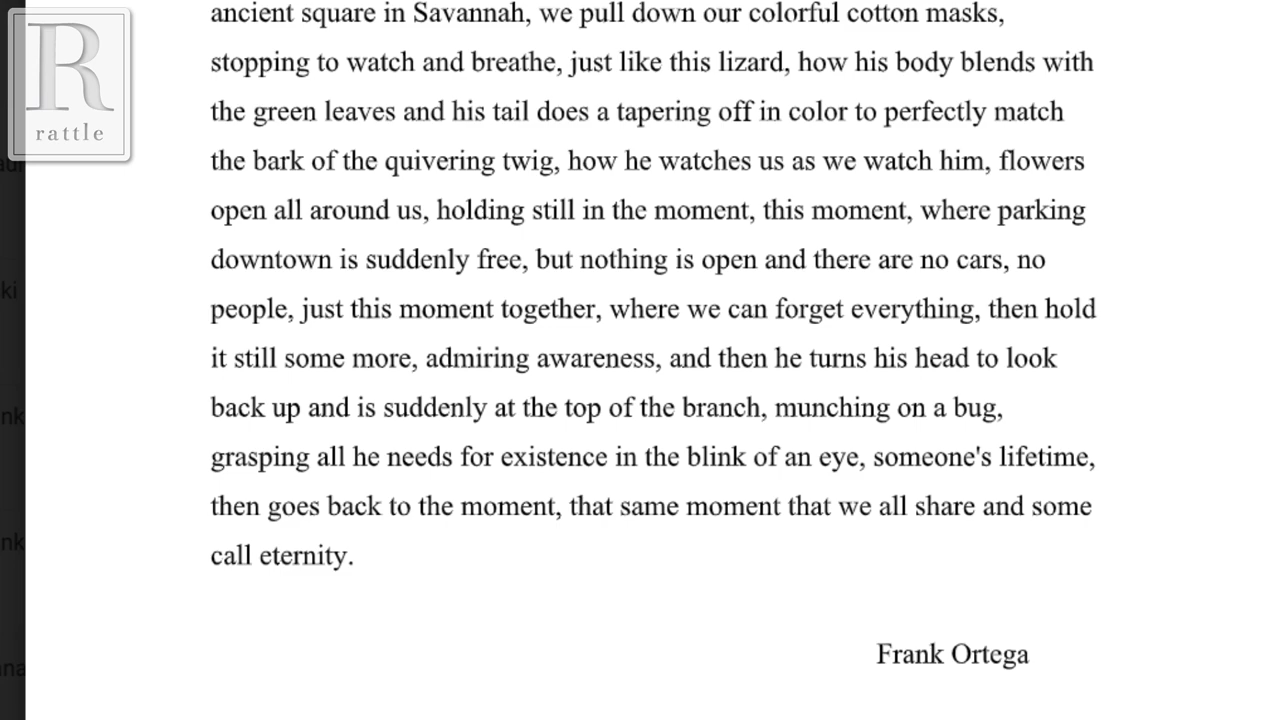 R
rattle
ancient square in Savannah, we pull down our colorful cotton masks,
stopping to watch and breathe, just like this lizard, how his body blends with
the green leaves and his tail does a tapering off in color to perfectly match
the bark of the quivering twig, how he watches us as we watch him, flowers
open all around us, holding still in the moment, this moment, where parking
downtown is suddenly free, but nothing is open and there are no cars, no
people, just this moment together, where we can forget everything, then hold
it still some more, admiring awareness, and then he turns his head to look
back up and is suddenly at the top of the branch, munching on a bug,
grasping all he needs for existence in the blink of an eye, someone's lifetime,
then goes back to the moment, that same moment that we all share and some
call eternity.
Frank Ortega